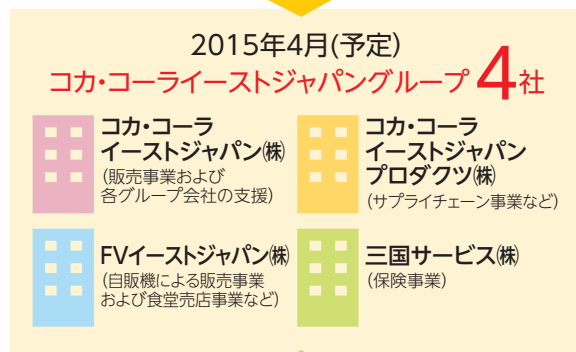 2015年4月(予定)
コカ・コーライーストジャパングループ4社
コカ・コーラ
イーストジャパン㈱
(販売事業および
各グループ会社の支援)
コカ・コーラ
イーストジャパン
プロダクツ㈱
(サプライチェーン事業など)
FVイーストジャパン㈱
(自販機による販売事業
および食堂売店事業など)
三国サービス㈱
(保険事業)